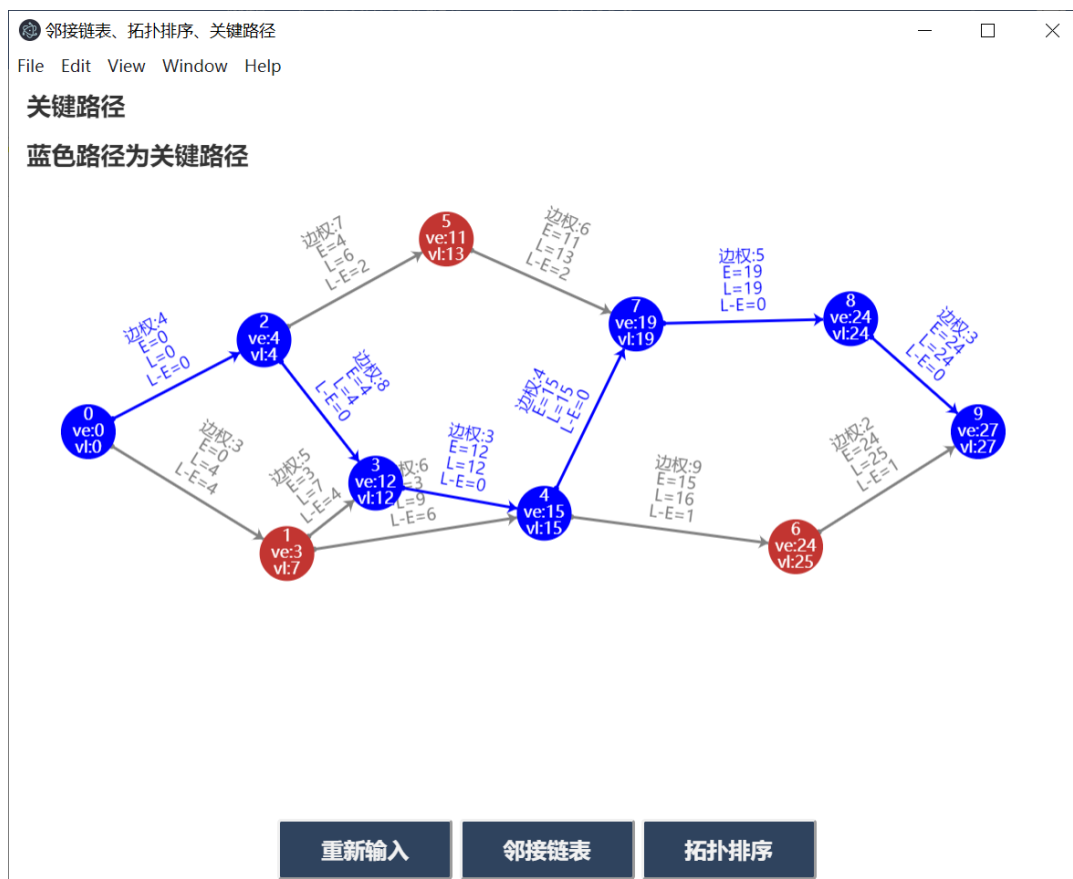 邻接链表、拓扑排序、关键路径
File Edit View Window Help
关键路径
蓝色路径为关键路径
边权:7
E=4
L=6
L-E=2
5
ve:11
vl:13
边权:6
E=11
L=13
L-E=2
边权:5
E=19
L=19
L-E=0
边权:4
E=0
L=0
L-E=0
2
ve:4
vl:4
7
ve:19
vl:19
8
ve:24
vl:24
边权:3
E=24
L=24
L-E=0
边权:8
E=4
L=4
L-E=0
边权:4
E=15
L=15
L-E=0
0
ve:0
vl:0
边权:3
E=0
L=4
L-E=4
边权:5
E=3
L=7
L-E=4
3
ve:12
vl:12
权:6
=3
L=9
L-E=6
边权:3
E=12
L=12
L-E=0
边权:9
E=15
L=16
L-E=1
边权:2
E=24
L=25
L-E=1
9
ve:27
vl:27
1
ve:3
vl:7
4
ve:15
vl:15
6
ve:24
vl:25
重新输入 邻接链表 拓扑排序